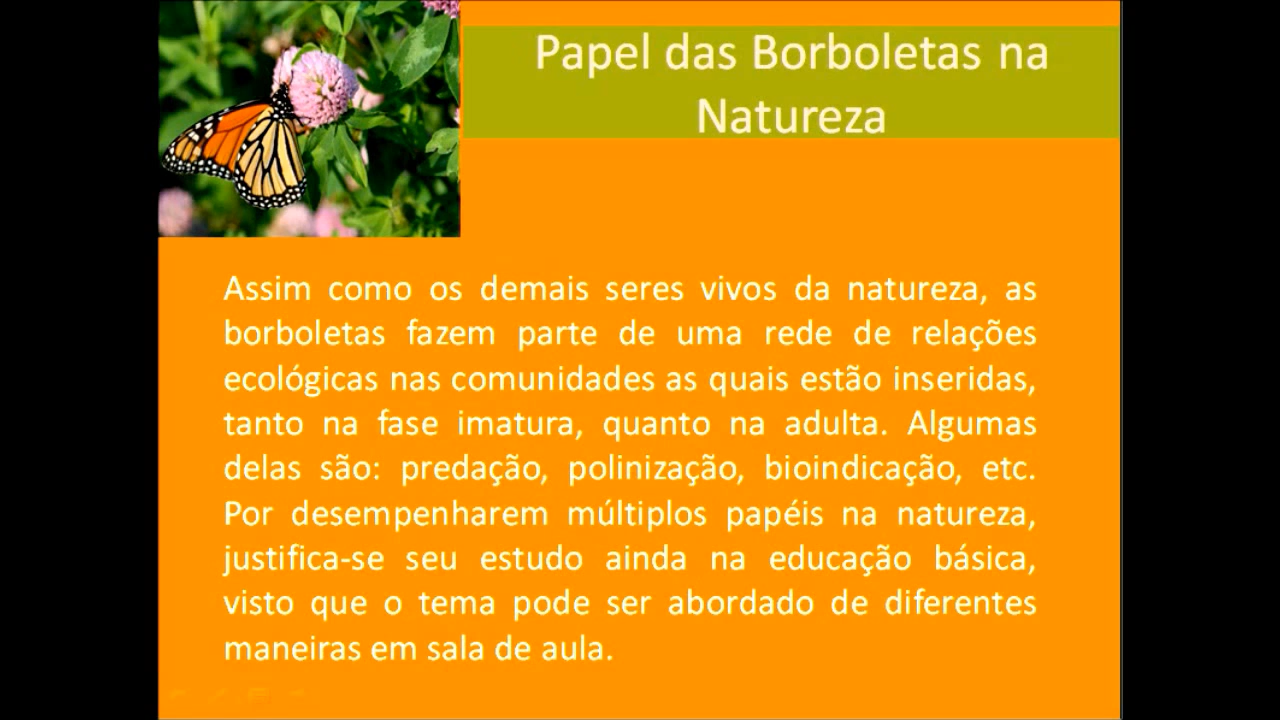 Papel das Borboletas na
Natureza
Assim como os demais seres vivos da natureza, as
borboletas fazem parte de uma rede de relações
ecológicas nas comunidades as quais estão inseridas,
tanto na fase imatura, quanto na adulta. Algumas
delas são: predação, polinização, bioindicação, etc.
Por desempenharem múltiplos papéis na natureza,
justifica-se seu estudo ainda na educação básica,
visto que o tema pode ser abordado de diferentes
maneiras em sala de aula.